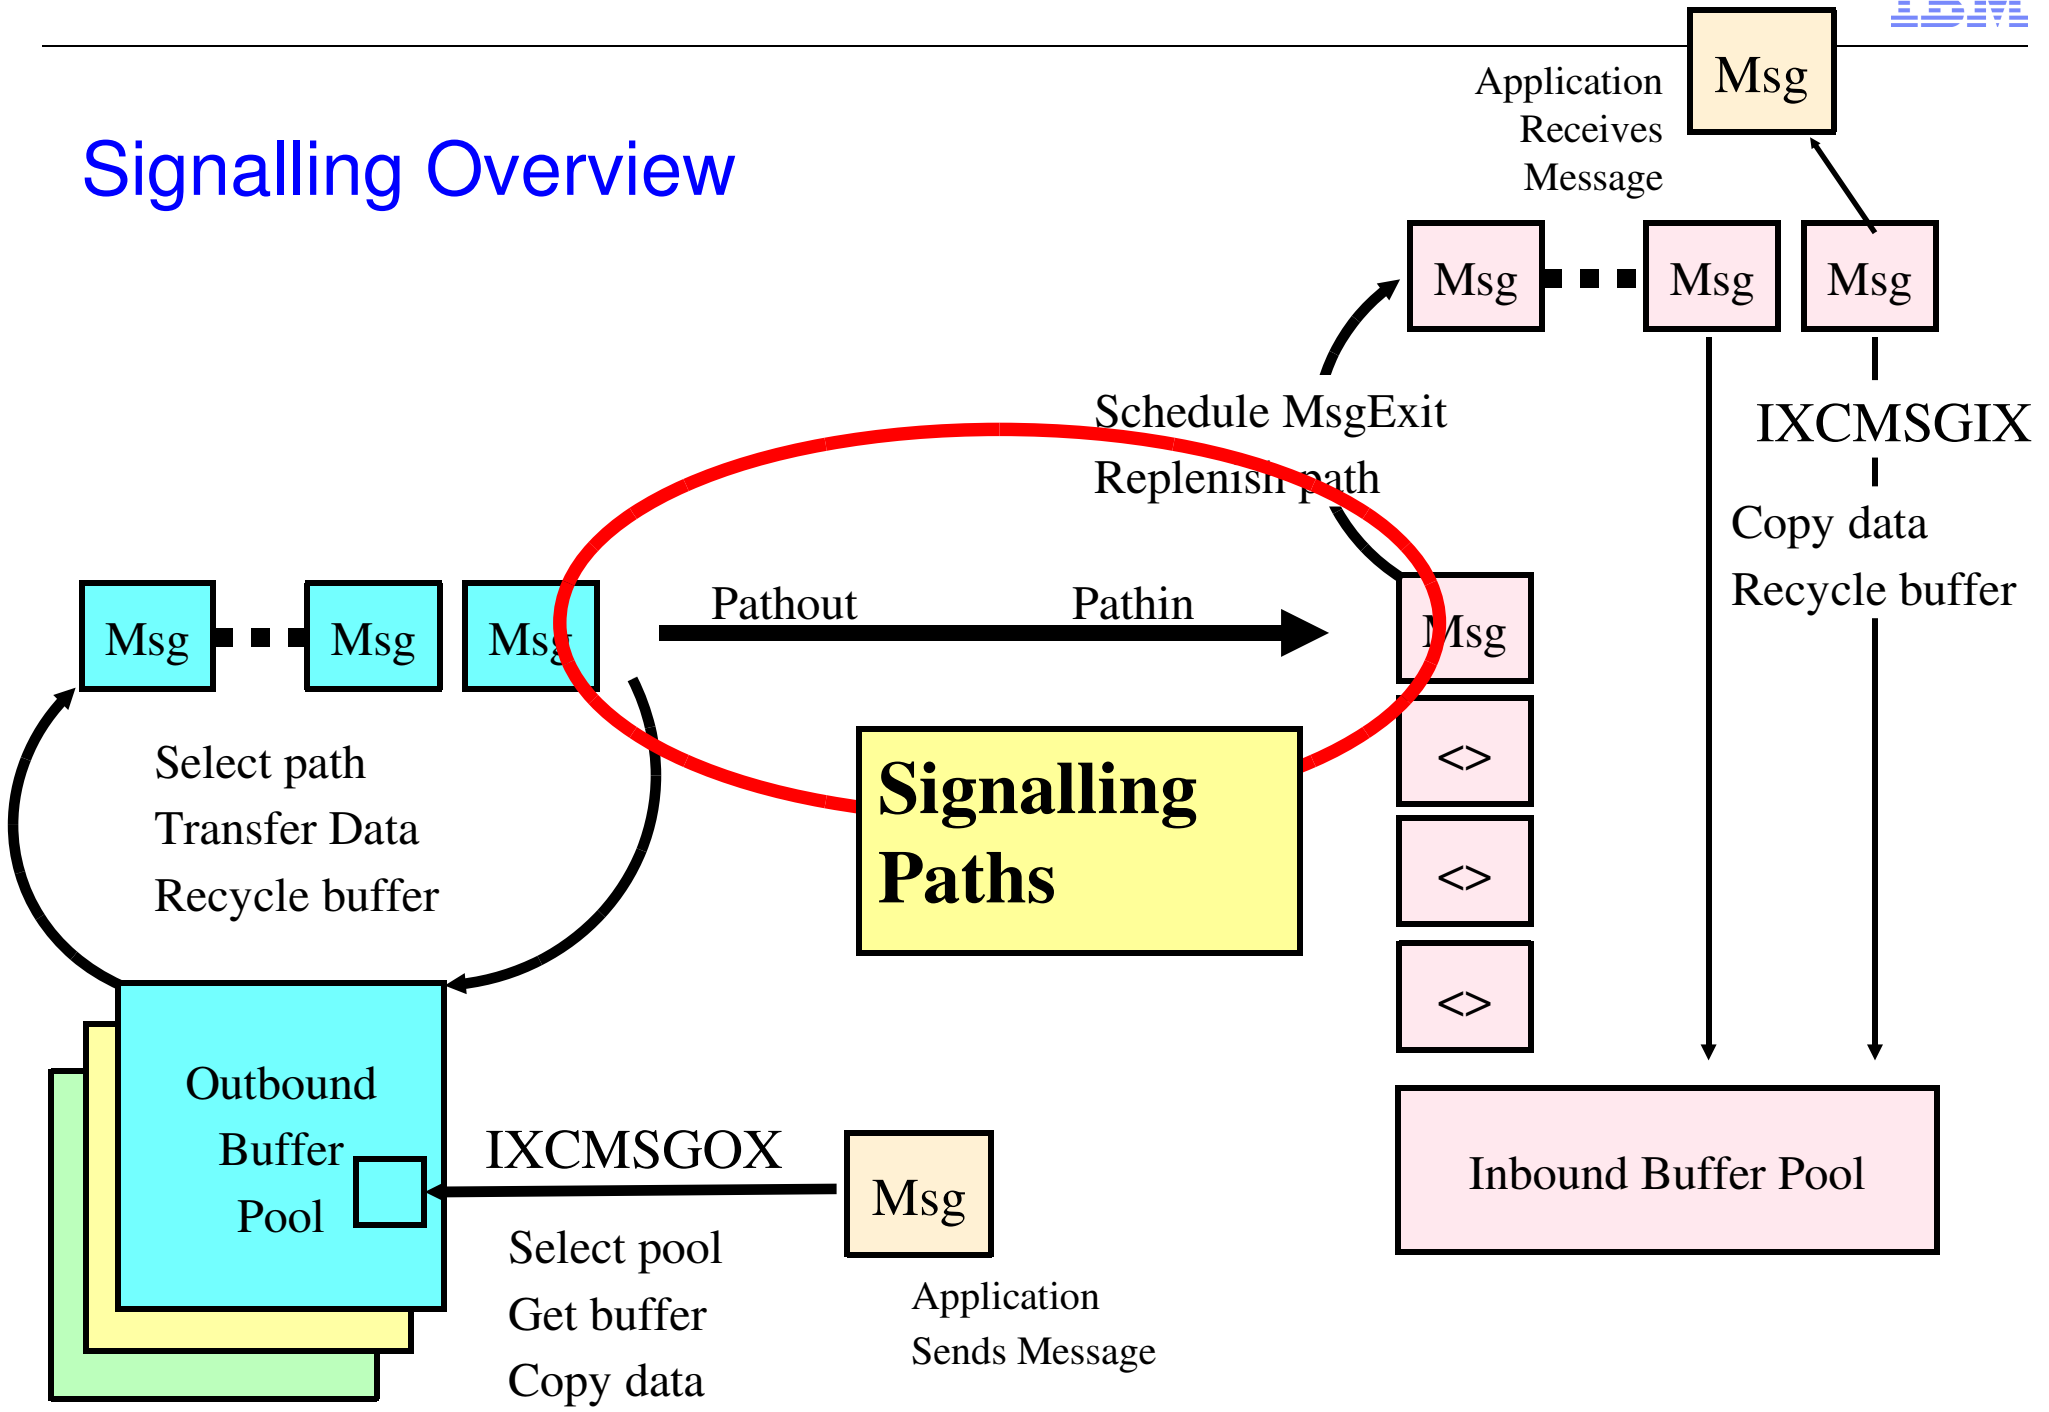 IBM
Signalling Overview
Application
Receives
Message
Msg
Msg
Msg
Msg
Schedule MsgExit
Replenish path
IXCMSGIX
Copy data
Recycle buffer
Msg
Msg
Msg
Pathout
Pathin
Msg
<>
<>
<>
Select path
Transfer Data
Recycle buffer
Signalling
Paths
Outbound
Buffer
Pool
IXCMSGOX
Select pool
Get buffer
Copy data
Msg
Application
Sends Message
Inbound Buffer Pool